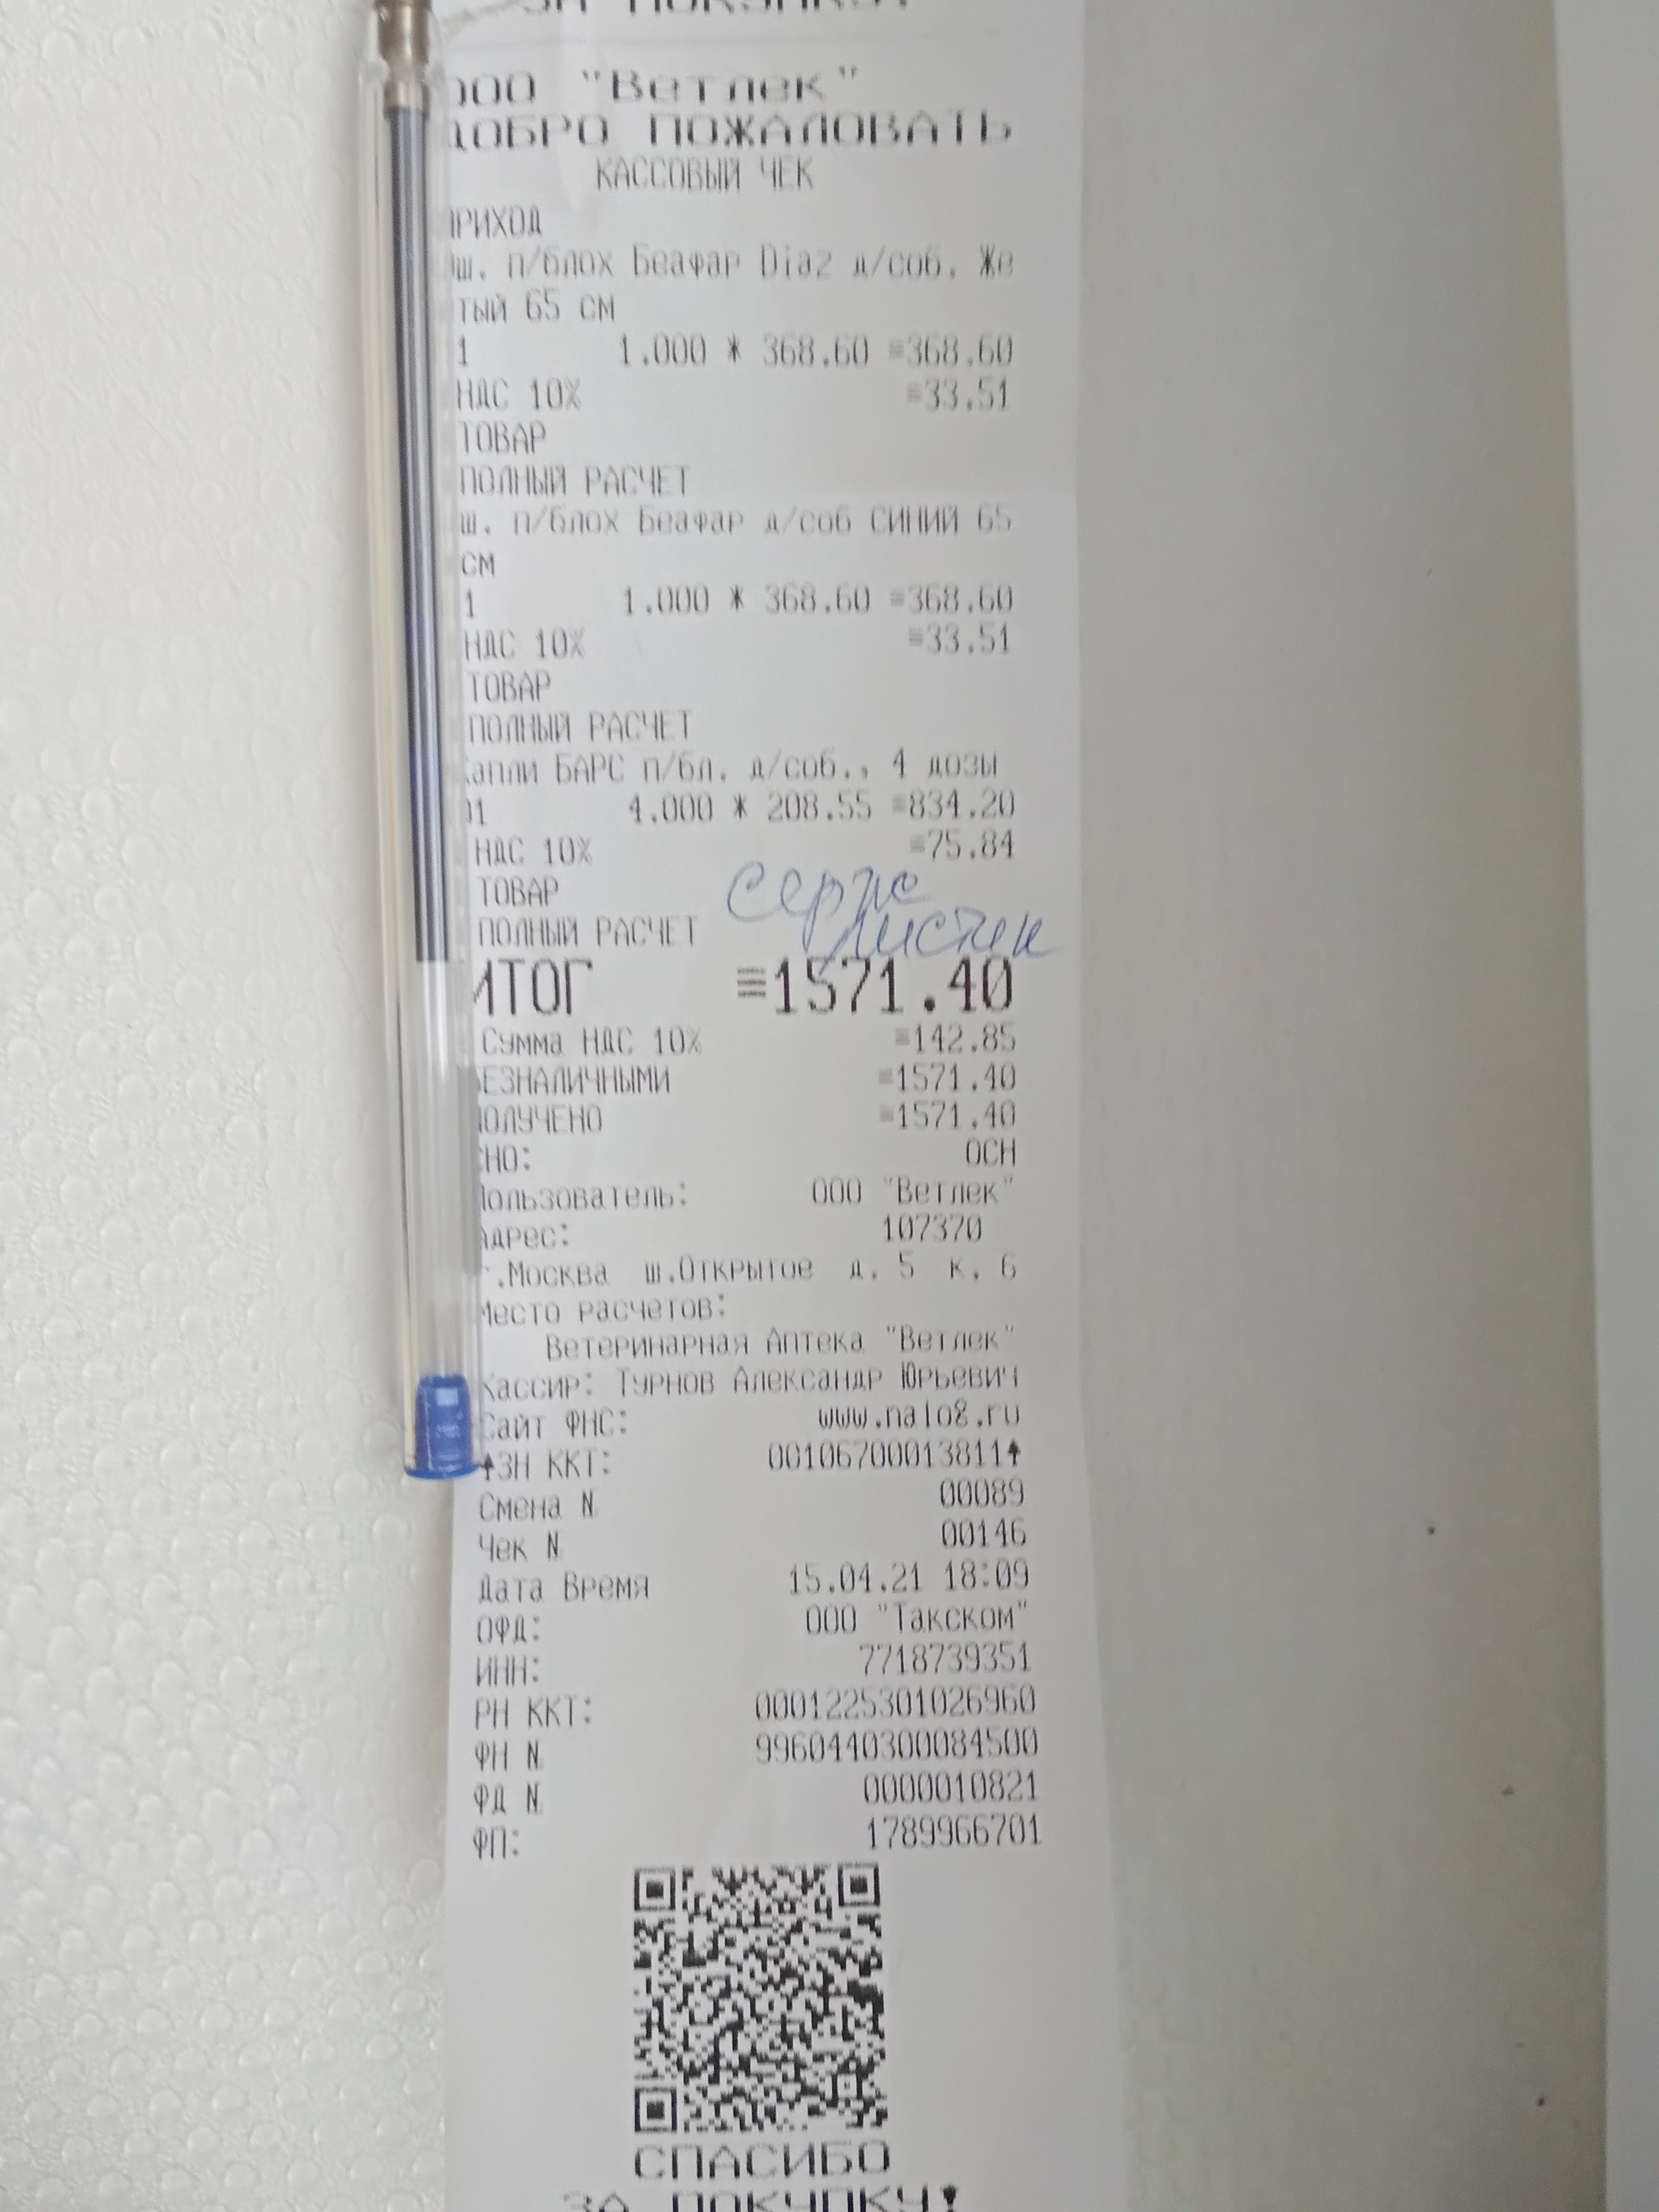 ООО "Ветлек"
ДОБРО ПОЖАЛОВАТЬ
КАССОВЫЙ ЧЕК
ПРИХОД
Ош. п/блох Беафар Diaz д/соб. Же
тый 65 см
1 1.000 * 368.60 ≡368.60
НДС 10% ≡33.51
ТОВАР
ПОЛНЫЙ РАСЧЕТ
ш. п/блох Беафар д/соб СИНИЙ 65
см
1 1.000 * 368.60 ≡368.60
НДС 10% ≡33.51
ТОВАР
ПОЛНЫЙ РАСЧЕТ
Капли БАРС п/бл. д/соб., 4 дозы
01 4.000 * 208.55 ≡834.20
НДС 10% ≡75.84
ТОВАР
ПОЛНЫЙ РАСЧЕТ
ИТОГ ≡1571.40
Сумма НДС 10% ≡142.85
БЕЗНАЛИЧНЫМИ ≡1571.40
ПОЛУЧЕНО ≡1571.40
СНО: ОСН
Пользователь: ООО "Ветлек"
Адрес: 107370
г.Москва ш.Открытое д. 5 к. 6
Место расчетов:
Ветеринарная Аптека "Ветлек"
Кассир: Турнов Александр Юрьевич
Сайт ФНС: www.nalog.ru
↑ЗН ККТ: 00106700013811↑
Смена N 00089
Чек N 00146
Дата Время 15.04.21 18:09
ОФД: ООО "Такском"
ИНН: 7718739351
РН ККТ: 0001225301026960
ФН N 9960440300084500
ФД N 0000010821
ФП: 1789966701
СПАСИБО
ЗА ПОКУПКУ!